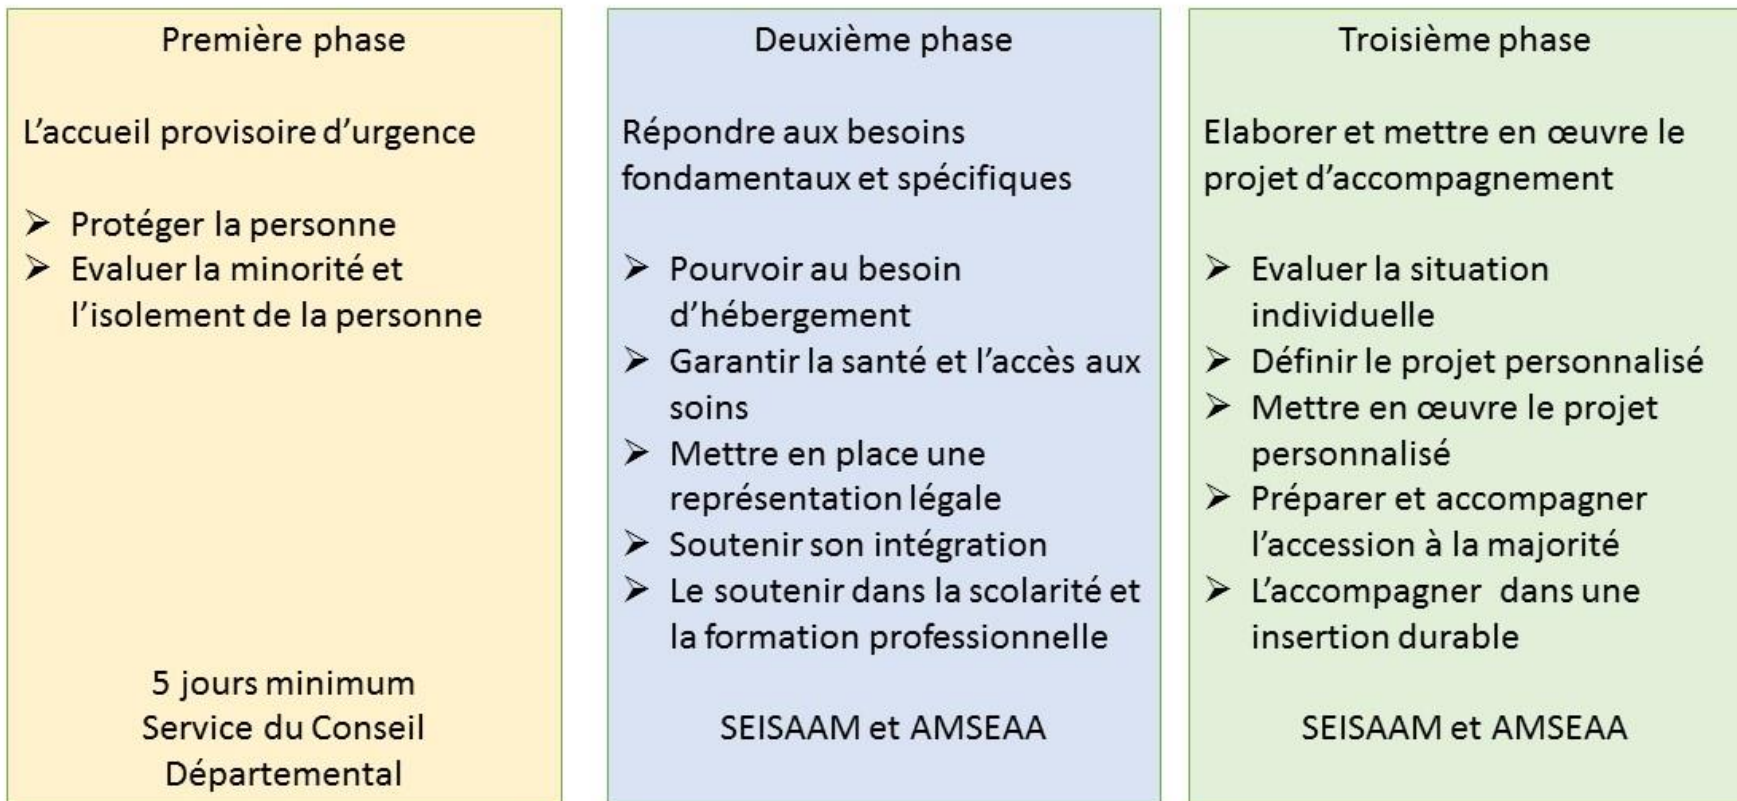 Première phase
L'accueil provisoire d'urgence
➢ Protéger la personne
➢ Evaluer la minorité et
l'isolement de la personne
5 jours minimum
Service du Conseil
Départemental
Deuxième phase
Répondre aux besoins
fondamentaux et spécifiques
➢ Pourvoir au besoin
d'hébergement
➢ Garantir la santé et l'accès aux
soins
➢ Mettre en place une
représentation légale
➢ Soutenir son intégration
➢ Le soutenir dans la scolarité et
la formation professionnelle
SEISAAM et AMSEAA
Troisième phase
Elaborer et mettre en œuvre le
projet d'accompagnement
➢ Evaluer la situation
individuelle
➢ Définir le projet personnalisé
➢ Mettre en œuvre le projet
personnalisé
➢ Préparer et accompagner
l'accession à la majorité
➢ L'accompagner dans une
insertion durable
SEISAAM et AMSEAA